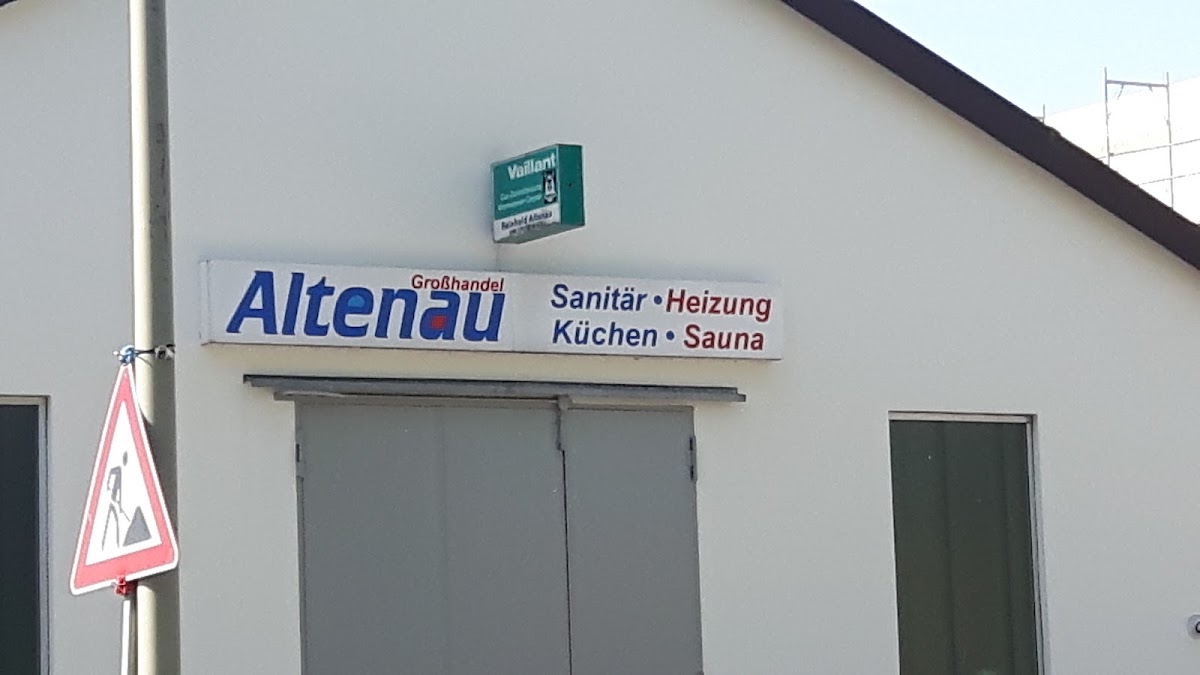 Vaillant
Reinhold Altenau
Großhandel
Altenau
Sanitär • Heizung
Küchen • Sauna